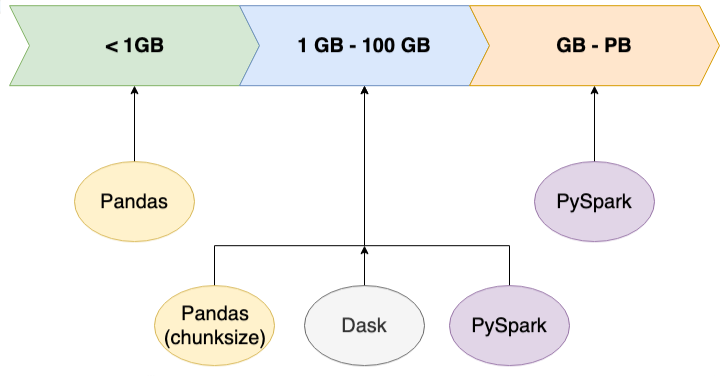 < 1GB
1 GB - 100 GB
GB - PB
Pandas
PySpark
Pandas
(chunksize)
Dask
PySpark